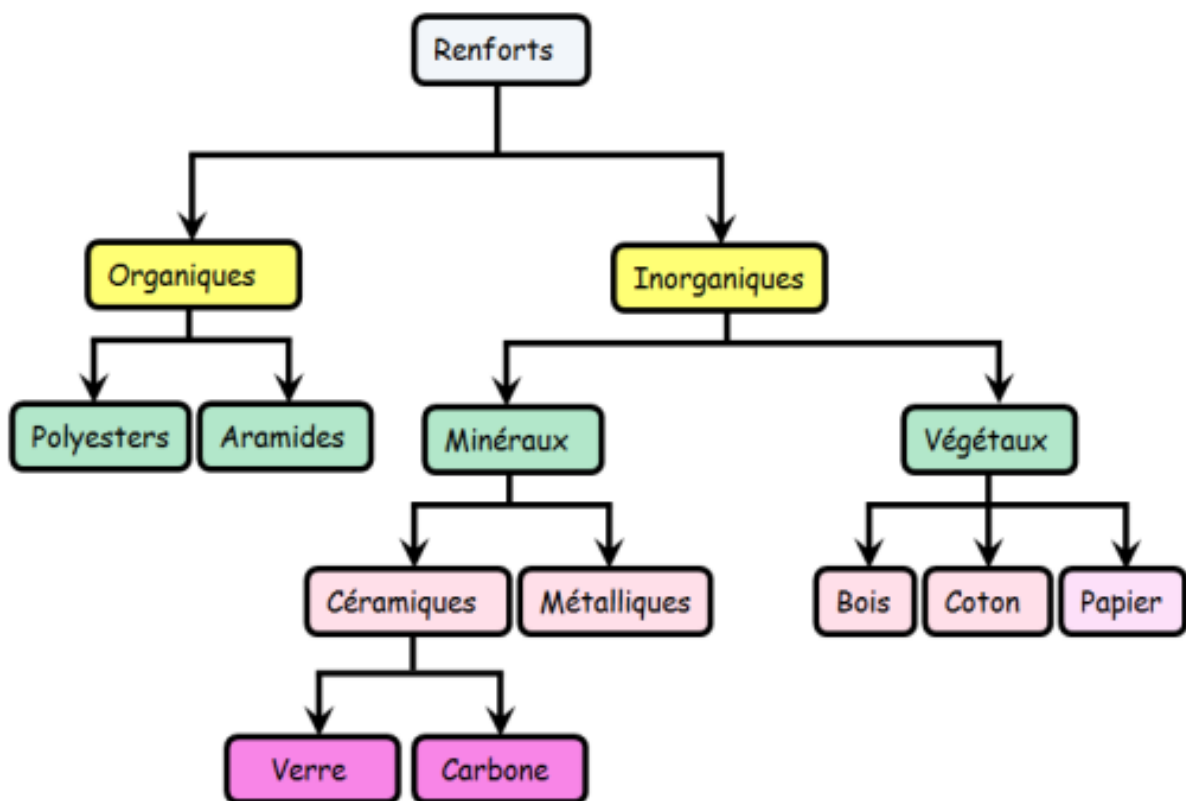 Renforts
Organiques
Inorganiques
Polyesters
Aramides
Minéraux
Végétaux
Céramiques
Métalliques
Bois
Coton
Papier
Verre
Carbone